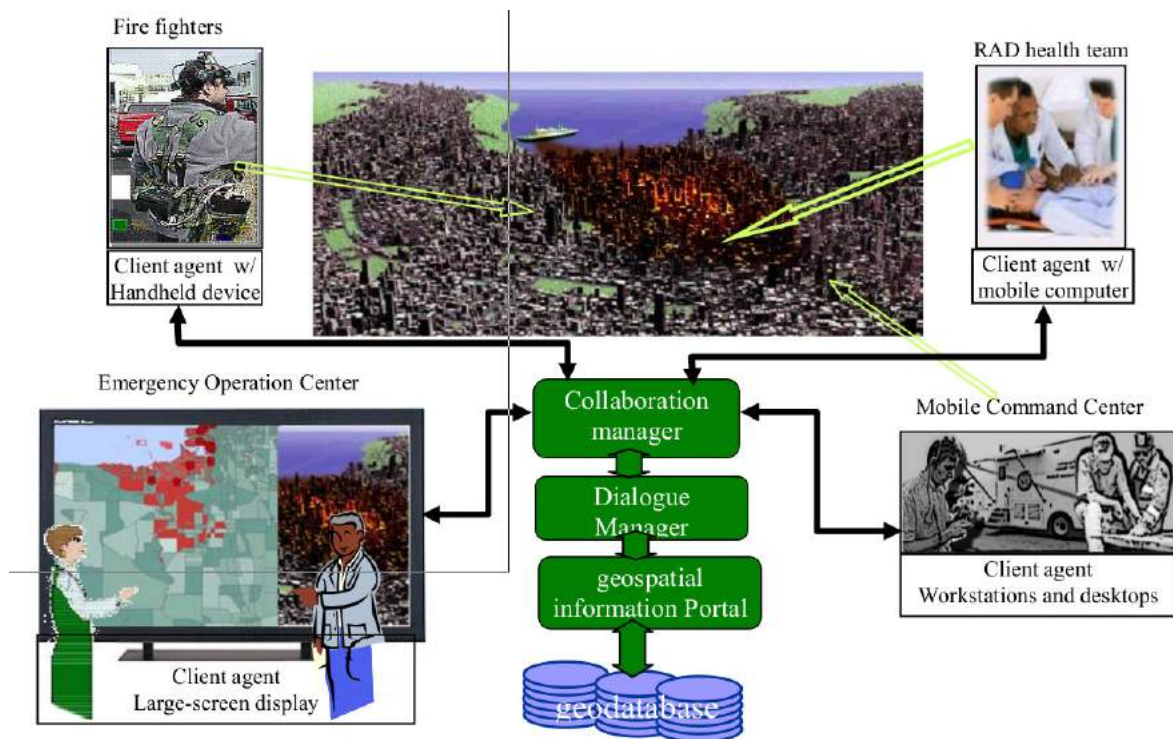 Fire fighters
RAD health team
Client agent w/
Handheld device
Client agent w/
mobile computer
Emergency Operation Center
Collaboration
manager
Mobile Command Center
Dialogue
Manager
geospatial
information Portal
Client agent
Workstations and desktops
Client agent
Large-screen display
geodatabase